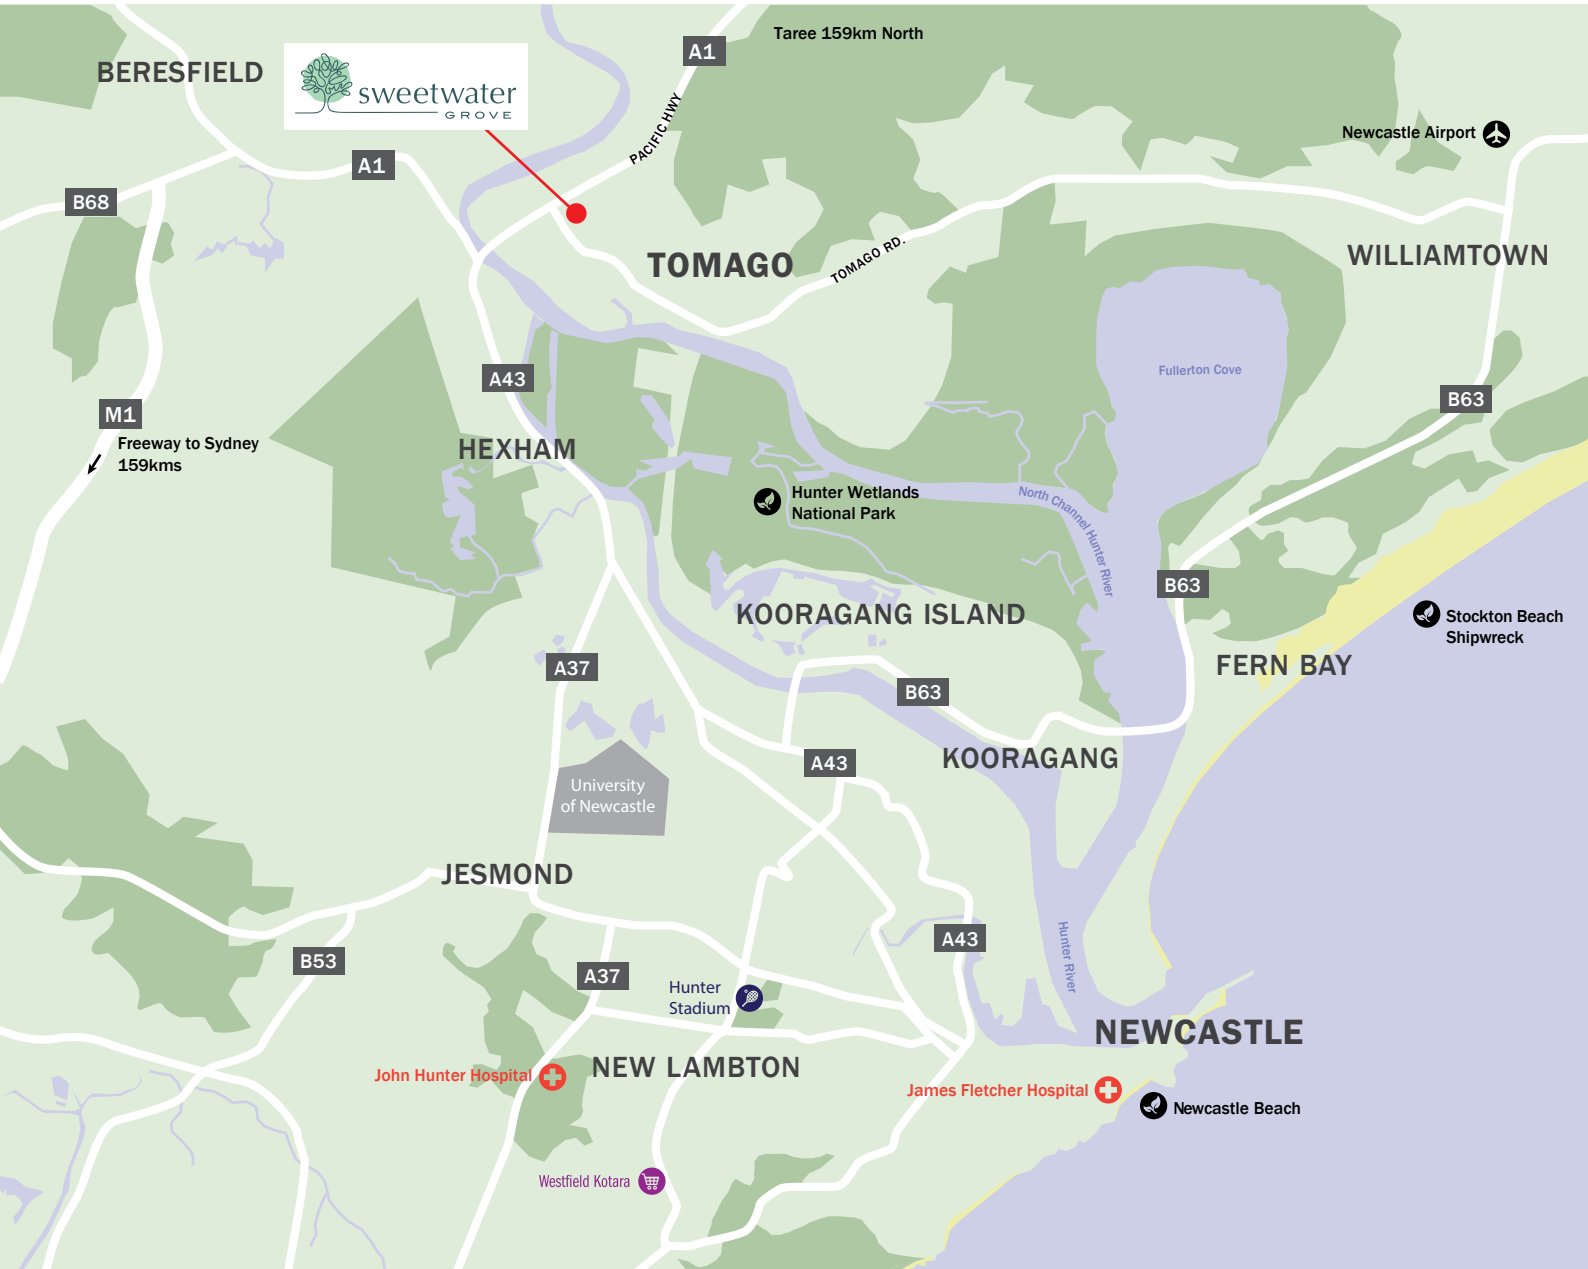 Taree 159km North
A1
BERESFIELD
sweetwater
GROVE
PACIFIC HWY
Newcastle Airport
A1
B68
TOMAGO
TOMAGO RD.
WILLIAMTOWN
Fullerton Cove
A43
B63
M1
Freeway to Sydney
159kms
HEXHAM
Hunter Wetlands
National Park
North Channel Hunter River
B63
KOORAGANG ISLAND
Stockton Beach
Shipwreck
A37
FERN BAY
B63
KOORAGANG
A43
University
of Newcastle
JESMOND
A43
Hunter River
B53
A37
Hunter
Stadium
NEWCASTLE
NEW LAMBTON
John Hunter Hospital
James Fletcher Hospital
Newcastle Beach
Westfield Kotara